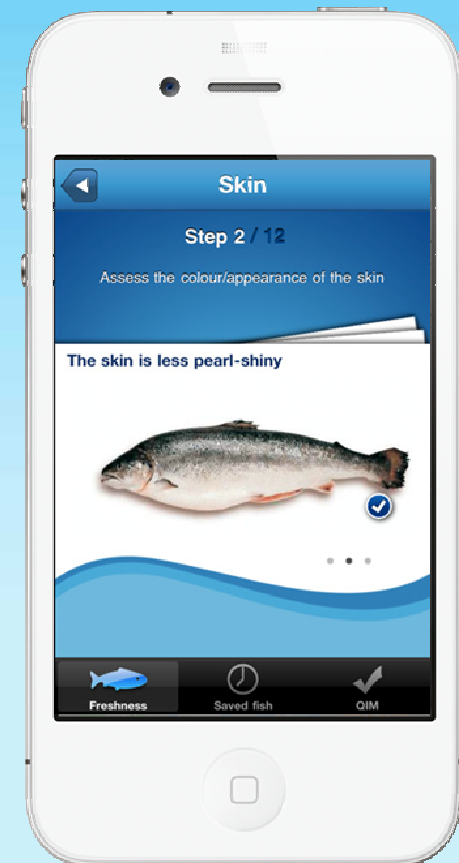 Skin
Step 2 / 12
Assess the colour/appearance of the skin
The skin is less pearl-shiny
Freshness
Saved fish
QIM